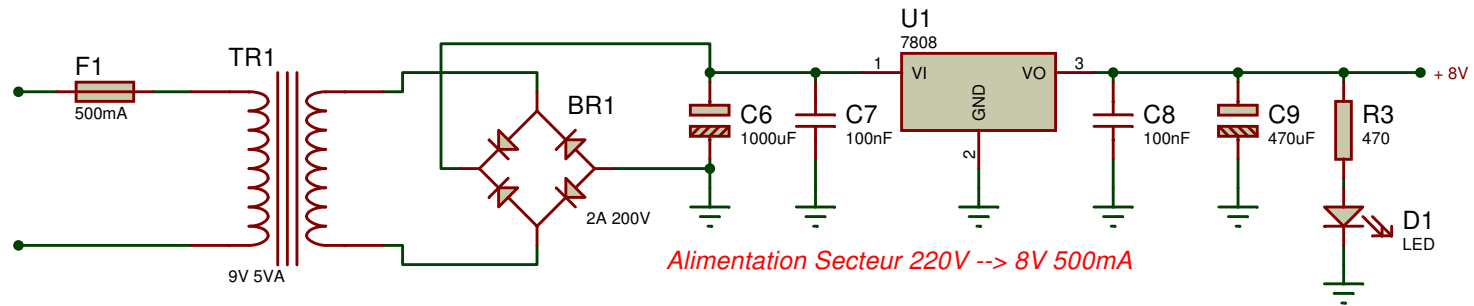 F1
500mA
TR1
9V 5VA
BR1
2A 200V
C6
1000uF
C7
100nF
U1
7808
1
VI
VO
3
GND
2
C8
100nF
C9
470uF
R3
470
+ 8V
D1
LED
Alimentation Secteur 220V --> 8V 500mA